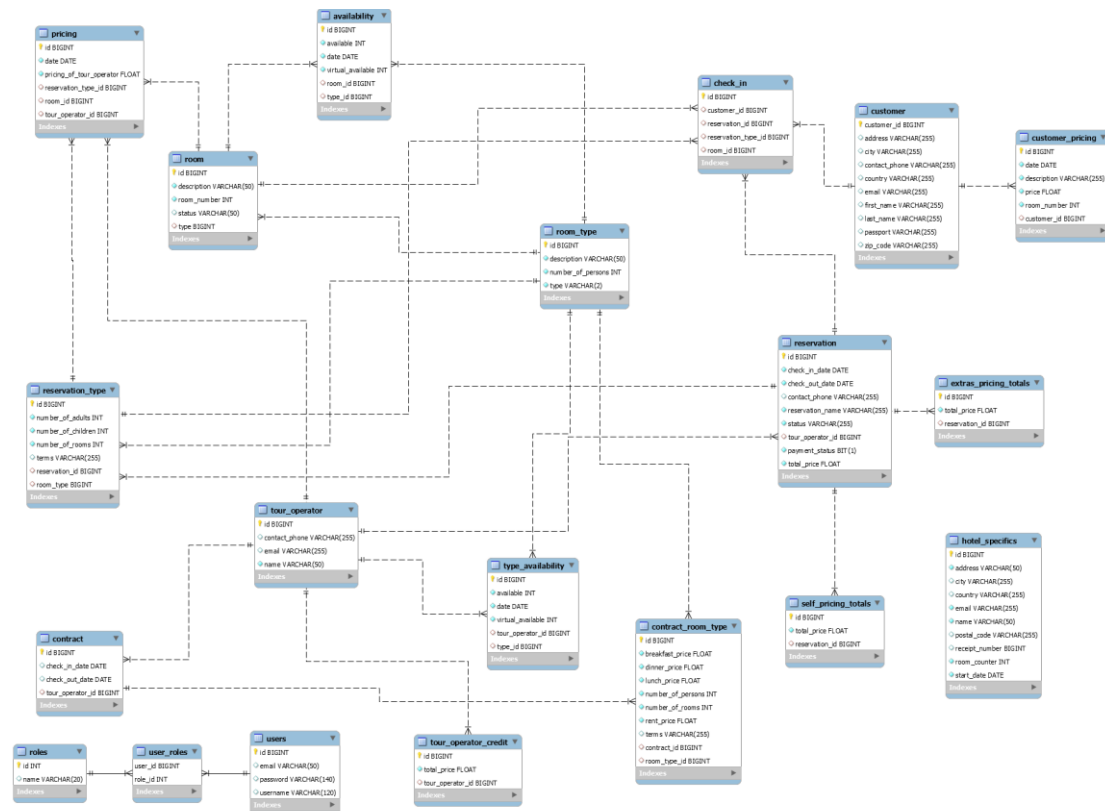 pricing
id BIGINT
date DATE
pricing_of_tour_operator FLOAT
reservation_type_id BIGINT
room_id BIGINT
tour_operator_id BIGINT
Indexes
availability
id BIGINT
available INT
date DATE
virtual_available INT
room_id BIGINT
type_id BIGINT
Indexes
check_in
id BIGINT
customer_id BIGINT
reservation_id BIGINT
reservation_type_id BIGINT
room_id BIGINT
Indexes
customer
customer_id BIGINT
address VARCHAR(255)
city VARCHAR(255)
contact_phone VARCHAR(255)
country VARCHAR(255)
email VARCHAR(255)
first_name VARCHAR(255)
last_name VARCHAR(255)
passport VARCHAR(255)
zip_code VARCHAR(255)
Indexes
customer_pricing
id BIGINT
date DATE
description VARCHAR(255)
price FLOAT
room_number INT
customer_id BIGINT
Indexes
room
id BIGINT
description VARCHAR(50)
room_number INT
status VARCHAR(50)
type BIGINT
Indexes
room_type
id BIGINT
description VARCHAR(50)
number_of_persons INT
type VARCHAR(2)
Indexes
reservation
id BIGINT
check_in_date DATE
check_out_date DATE
contact_phone VARCHAR(255)
reservation_name VARCHAR(255)
status VARCHAR(255)
tour_operator_id BIGINT
payment_status BIT(1)
total_price FLOAT
Indexes
extras_pricing_totals
id BIGINT
total_price FLOAT
reservation_id BIGINT
Indexes
reservation_type
id BIGINT
number_of_adults INT
number_of_children INT
number_of_rooms INT
terms VARCHAR(255)
reservation_id BIGINT
room_type BIGINT
Indexes
tour_operator
id BIGINT
contact_phone VARCHAR(255)
email VARCHAR(255)
name VARCHAR(50)
Indexes
type_availability
id BIGINT
available INT
date DATE
virtual_available INT
tour_operator_id BIGINT
type_id BIGINT
Indexes
hotel_specifics
id BIGINT
address VARCHAR(50)
city VARCHAR(255)
country VARCHAR(255)
email VARCHAR(255)
name VARCHAR(50)
postal_code VARCHAR(255)
receipt_number BIGINT
room_counter INT
start_date DATE
Indexes
self_pricing_totals
id BIGINT
total_price FLOAT
reservation_id BIGINT
Indexes
contract
id BIGINT
check_in_date DATE
check_out_date DATE
tour_operator_id BIGINT
Indexes
contract_room_type
id BIGINT
breakfast_price FLOAT
dinner_price FLOAT
lunch_price FLOAT
number_of_persons INT
number_of_rooms INT
rent_price FLOAT
terms VARCHAR(255)
contract_id BIGINT
room_type_id BIGINT
Indexes
roles
id INT
name VARCHAR(20)
Indexes
user_roles
user_id BIGINT
role_id INT
Indexes
users
id BIGINT
email VARCHAR(50)
password VARCHAR(140)
username VARCHAR(120)
Indexes
tour_operator_credit
id BIGINT
total_price FLOAT
tour_operator_id BIGINT
Indexes